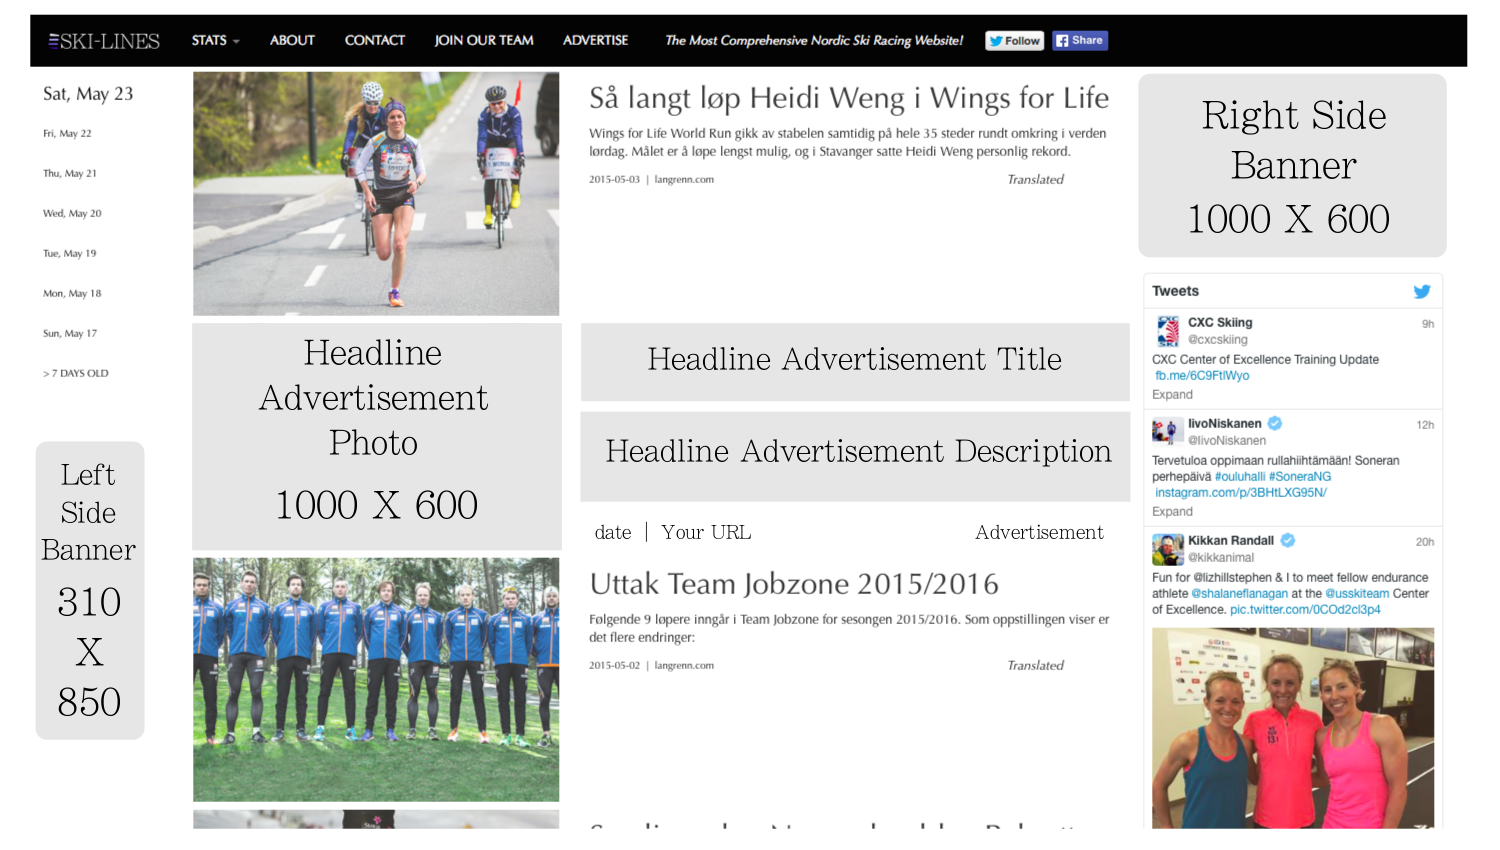 SKI-LINES
STATS ABOUT CONTACT JOIN OUR TEAM ADVERTISE The Most Comprehensive Nordic Ski Racing Website! Follow Share
Sat, May 23
Fri, May 22
Thu, May 21
Wed, May 20
Tue, May 19
Mon, May 18
Sun, May 17
> 7 DAYS OLD
Left
Side
Banner
310
X
850
Så langt løp Heidi Weng i Wings for Life
Wings for Life World Run gikk av stabelen samtidig på hele 35 steder rundt omkring i verden
lørdag. Målet er å løpe lengst mulig, og i Stavanger satte Heidi Weng personlig rekord.
2015-05-03 | langrenn.com Translated
Headline
Advertisement
Photo
1000 X 600
Headline Advertisement Title
Headline Advertisement Description
date | Your URL Advertisement
Uttak Team Jobzone 2015/2016
Følgende 9 løpere inngår i Team Jobzone for sesongen 2015/2016. Som oppstillingen viser er
det flere endringer:
2015-05-02 | langrenn.com Translated
Right Side
Banner
1000 X 600
Tweets
CXC Skiing 9h
@cxcskiing
CXC Center of Excellence Training Update
fb.me/6C9FtlWyo
Expand
IivoNiskanen 12h
@IivoNiskanen
Tervetuloa oppimaan rullahiihtämään! Soneran
perhepäivä #ouluhalli #SoneraNG
instagram.com/p/3BHtLXG95N/
Expand
Kikkan Randall 20h
@kikkanimal
Fun for @lizhillstephen & I to meet fellow endurance
athlete @shalaneflanagan at the @usskiteam Center
of Excellence. pic.twitter.com/0COd2cl3p4